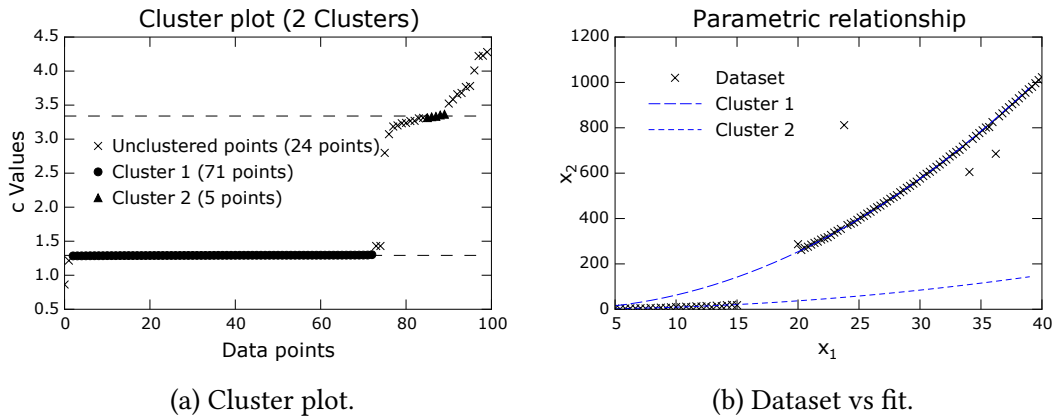 Cluster plot (2 Clusters)
4.5
4.0
3.5
3.0
2.5
2.0
1.5
1.0
0.5
c Values
Unclustered points (24 points)
Cluster 1 (71 points)
Cluster 2 (5 points)
0 20 40 60 80 100
Data points
(a) Cluster plot.
Parametric relationship
1200
1000
800
600
400
200
0
x_2
Dataset
Cluster 1
Cluster 2
5 10 15 20 25 30 35 40
x_1
(b) Dataset vs fit.